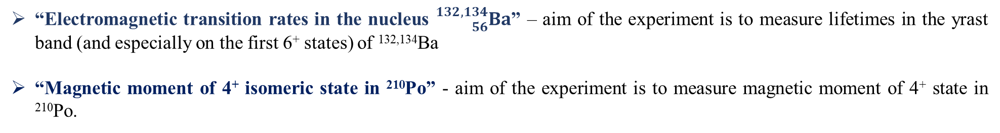 ➢ “Electromagnetic transition rates in the nucleus ¹³²,¹³⁴₅₆Ba” – aim of the experiment is to measure lifetimes in the yrast
band (and especially on the first 6⁺ states) of ¹³²,¹³⁴Ba
➢ “Magnetic moment of 4⁺ isomeric state in ²¹⁰Po” - aim of the experiment is to measure magnetic moment of 4⁺ state in
²¹⁰Po.